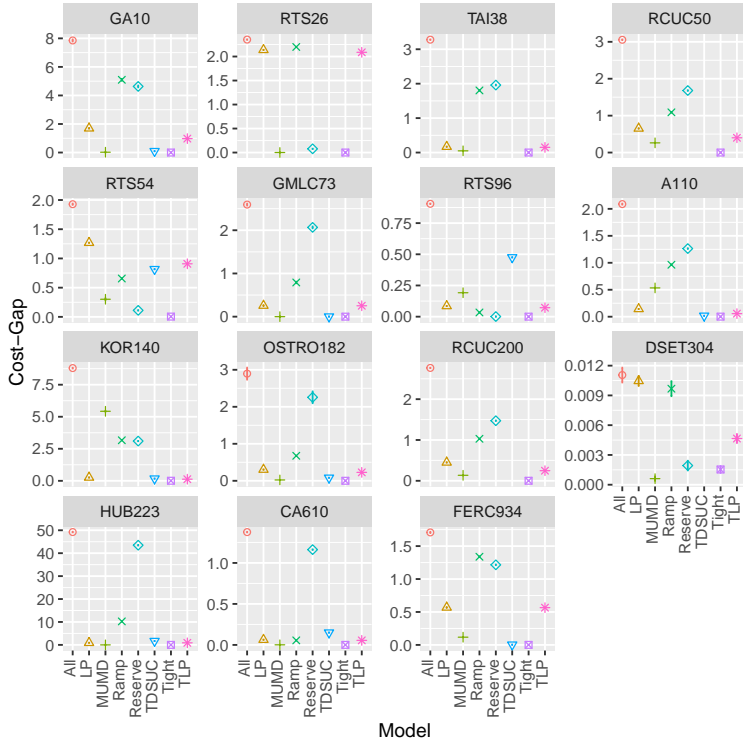 GA10 RTS26 TAI38 RCUC50
8 6 4 2 0
2.0 1.5 1.0 0.5 0.0
3 2 1 0
3 2 1 0
RTS54 GMLC73 RTS96 A110
2.0 1.5 1.0 0.5 0.0
2 1 0
0.75 0.50 0.25 0.00
2.0 1.5 1.0 0.5 0.0
Cost−Gap
KOR140 OSTRO182 RCUC200 DSET304
7.5 5.0 2.5 0.0
3 2 1 0
2 1 0
0.012 0.009 0.006 0.003 0.000
All LP MUMD Ramp Reserve TDSUC Tight TLP
HUB223 CA610 FERC934
50 40 30 20 10 0
1.0 0.5 0.0
1.5 1.0 0.5 0.0
All LP MUMD Ramp Reserve TDSUC Tight TLP
All LP MUMD Ramp Reserve TDSUC Tight TLP
All LP MUMD Ramp Reserve TDSUC Tight TLP
Model